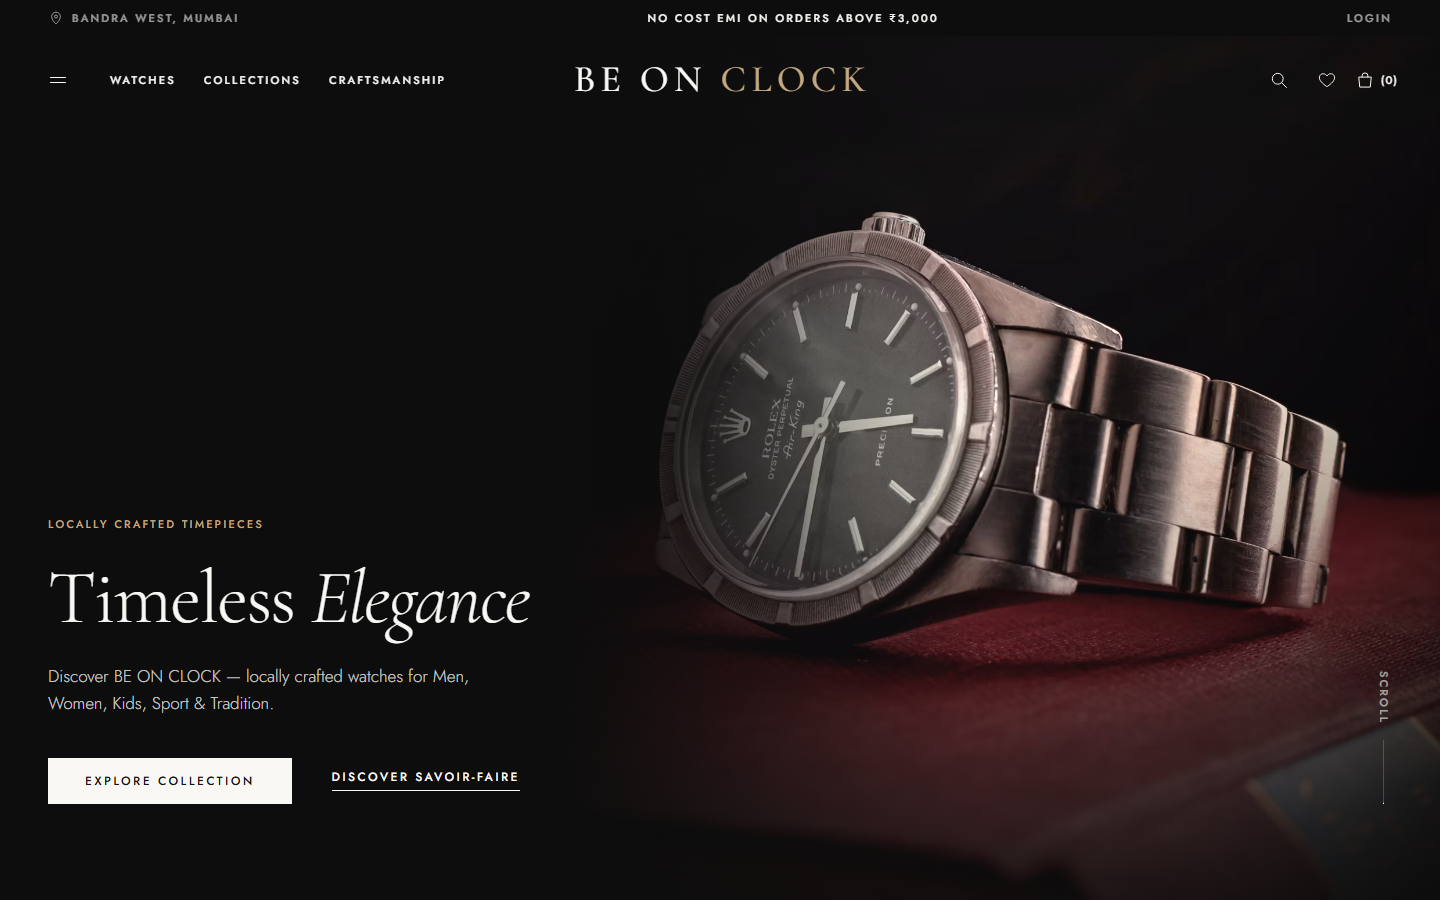 BANDRA WEST, MUMBAI
NO COST EMI ON ORDERS ABOVE ₹3,000
LOGIN
WATCHES
COLLECTIONS
CRAFTSMANSHIP
BE ON CLOCK
(0)
ROLEX
OYSTER PERPETUAL
Air-King
LOCALLY CRAFTED TIMEPIECES
Timeless Elegance
Discover BE ON CLOCK — locally crafted watches for Men,
Women, Kids, Sport & Tradition.
EXPLORE COLLECTION
DISCOVER SAVOIR-FAIRE
SCROLL